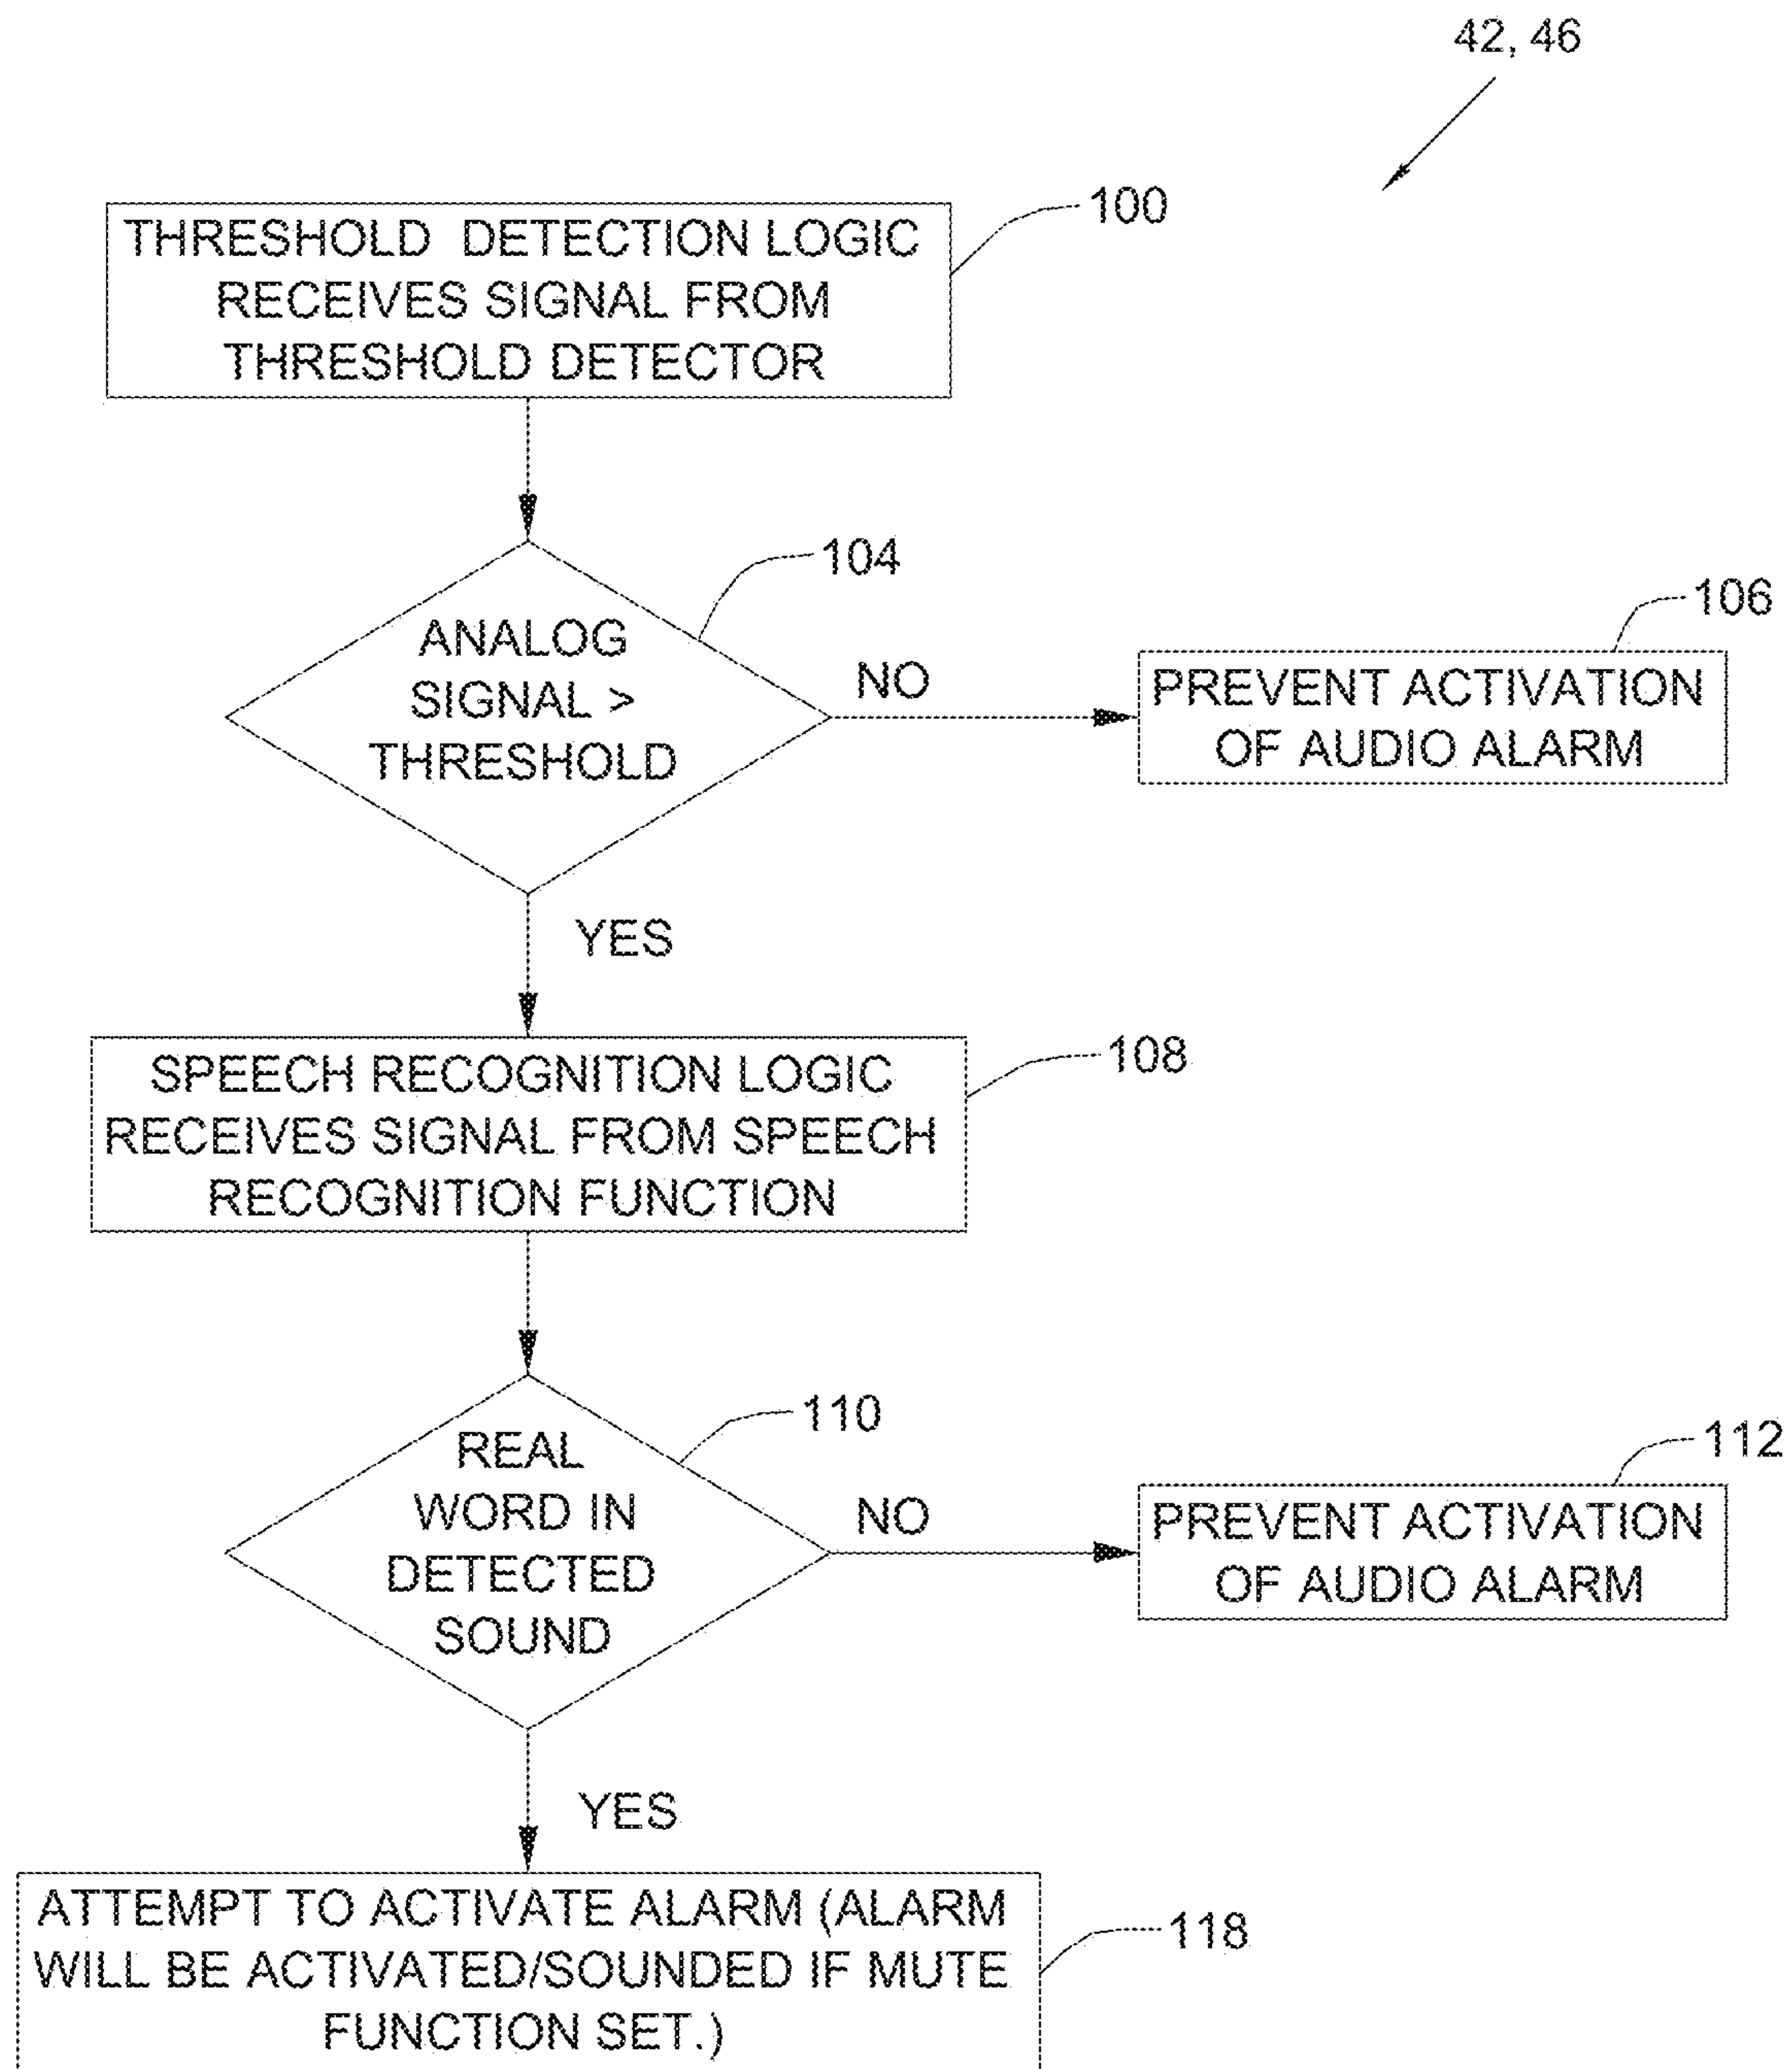 42, 46
100
THRESHOLD DETECTION LOGIC
RECEIVES SIGNAL FROM
THRESHOLD DETECTOR
104
ANALOG
SIGNAL >
THRESHOLD
NO
106
PREVENT ACTIVATION
OF AUDIO ALARM
YES
108
SPEECH RECOGNITION LOGIC
RECEIVES SIGNAL FROM SPEECH
RECOGNITION FUNCTION
110
REAL
WORD IN
DETECTED
SOUND
NO
112
PREVENT ACTIVATION
OF AUDIO ALARM
YES
118
ATTEMPT TO ACTIVATE ALARM (ALARM
WILL BE ACTIVATED/SOUNDED IF MUTE
FUNCTION SET.)